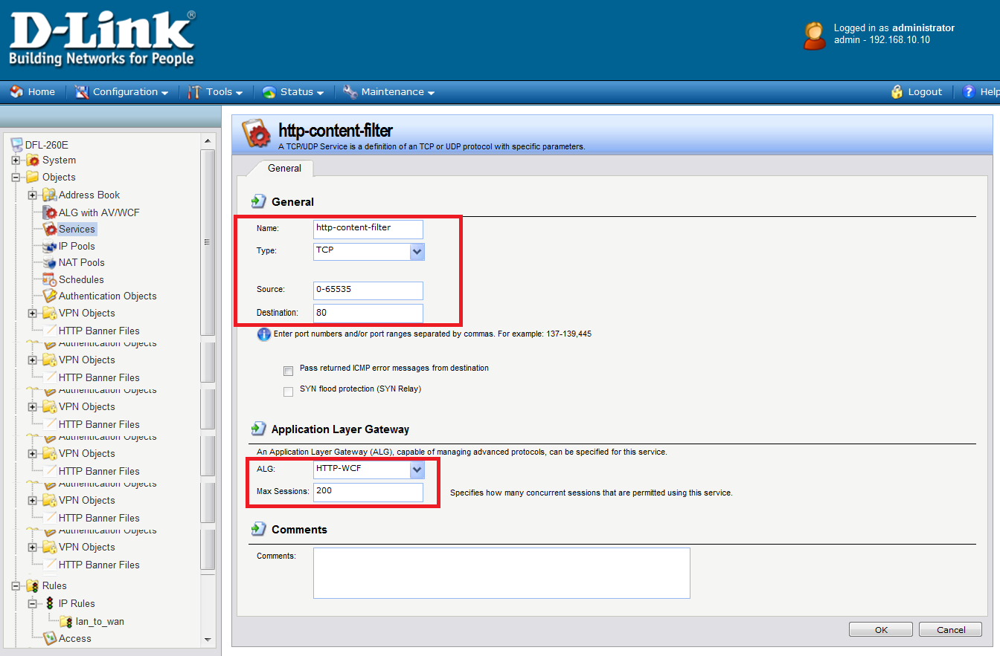 D-Link®
Building Networks for People
Logged in as administrator
admin - 192.168.10.10
Home Configuration Tools Status Maintenance Logout Help
DFL-260E
System
Objects
Address Book
ALG with AV/WCF
Services
IP Pools
NAT Pools
Schedules
Authentication Objects
VPN Objects
HTTP Banner Files
Authentication Objects
VPN Objects
HTTP Banner Files
Authentication Objects
VPN Objects
HTTP Banner Files
Authentication Objects
VPN Objects
HTTP Banner Files
Authentication Objects
VPN Objects
HTTP Banner Files
Authentication Objects
VPN Objects
HTTP Banner Files
Rules
IP Rules
lan_to_wan
Access
http-content-filter
A TCP/UDP Service is a definition of an TCP or UDP protocol with specific parameters.
General
General
Name: http-content-filter
Type: TCP
Source: 0-65535
Destination: 80
Enter port numbers and/or port ranges separated by commas. For example: 137-139,445
Pass returned ICMP error messages from destination
SYN flood protection (SYN Relay)
Application Layer Gateway
An Application Layer Gateway (ALG), capable of managing advanced protocols, can be specified for this service.
ALG: HTTP-WCF
Max Sessions: 200 Specifies how many concurrent sessions that are permitted using this service.
Comments
Comments:
OK Cancel